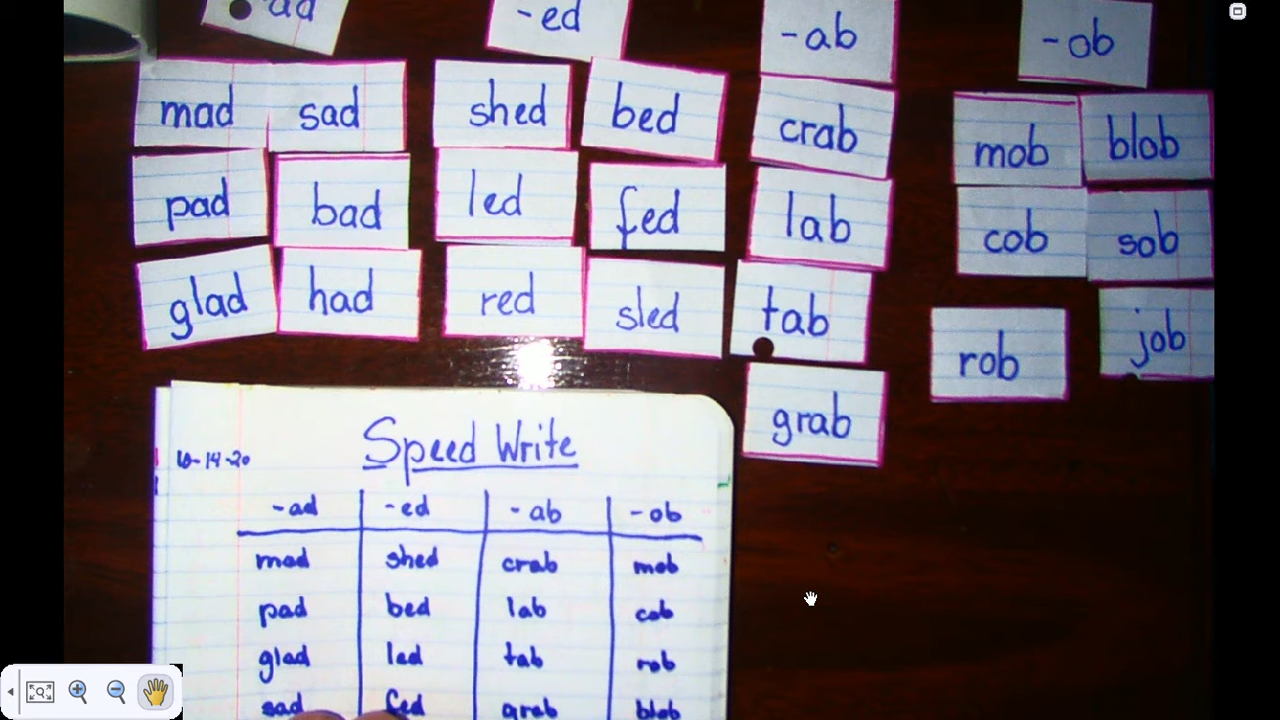 -ad -ed -ab -ob
mad sad shed bed crab mob blob
pad bad led fed lab cob sob
glad had red sled tab rob job
grab
Speed Write
6-14-20
-ad -ed -ab -ob
mad shed crab mob
pad bed lab cob
glad led tab rob
sad fed grab blob